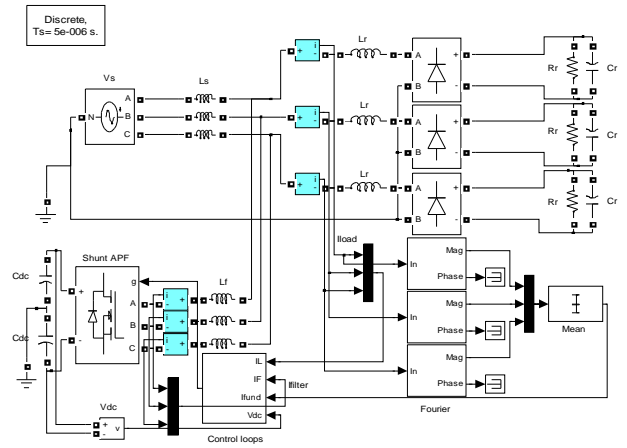 Discrete,
Ts= 5e-006 s.
Vs
N
A
B
C
Ls
i
+
-
i
+
-
i
+
-
Lr
Lr
Lr
A
B
+
-
A
B
+
-
A
B
+
-
Rr
Cr
Rr
Cr
Rr
Cr
Shunt APF
Cdc
Cdc
+
-
g
A
B
C
i
+
-
i
+
-
i
+
-
Lf
Iload
In
Mag
Phase
In
Mag
Phase
In
Mag
Phase
Fourier
Mean
IL
IF
Ifund
Vdc
Ifilter
Control loops
Vdc
+
-
v